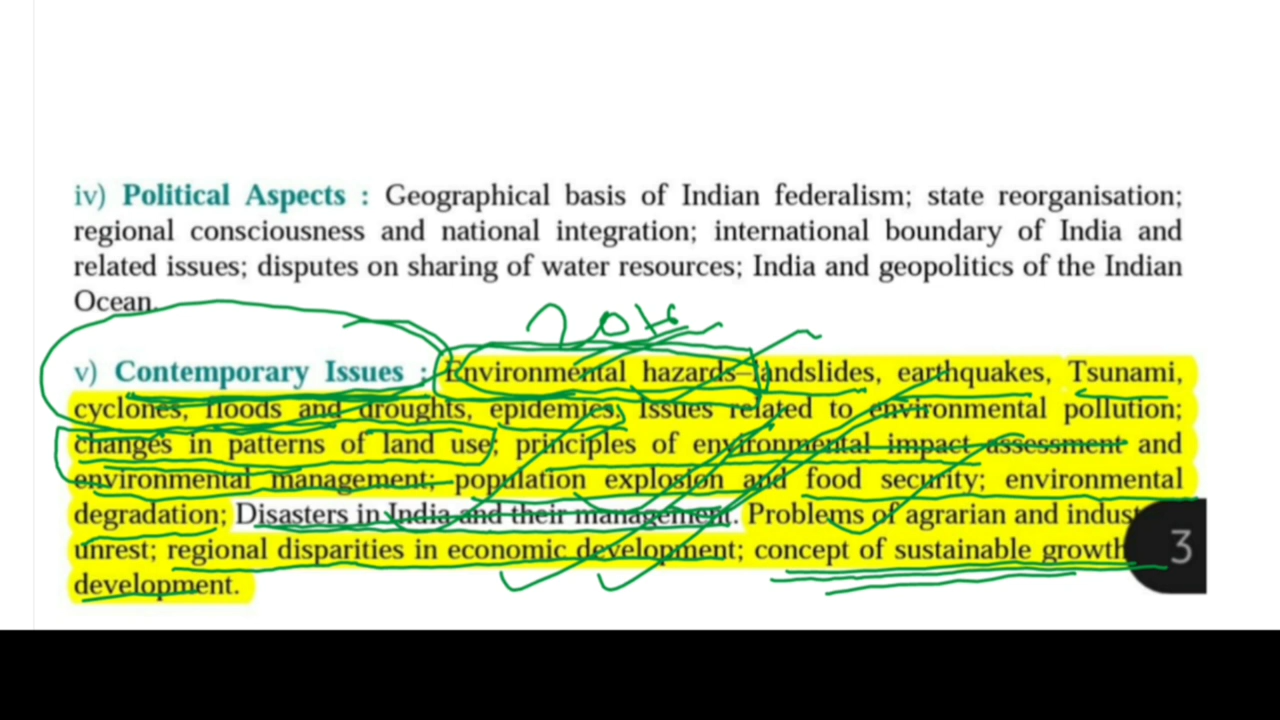 iv) Political Aspects : Geographical basis of Indian federalism; state reorganisation;
regional consciousness and national integration; international boundary of India and
related issues; disputes on sharing of water resources; India and geopolitics of the Indian
Ocean.
v) Contemporary Issues : Environmental hazards–landslides, earthquakes, Tsunami,
cyclones, floods and droughts, epidemics. Issues related to environmental pollution;
changes in patterns of land use; principles of environmental impact assessment and
environmental management; population explosion and food security; environmental
degradation; Disasters in India and their management. Problems of agrarian and indust
unrest; regional disparities in economic development; concept of sustainable growth
3
development.